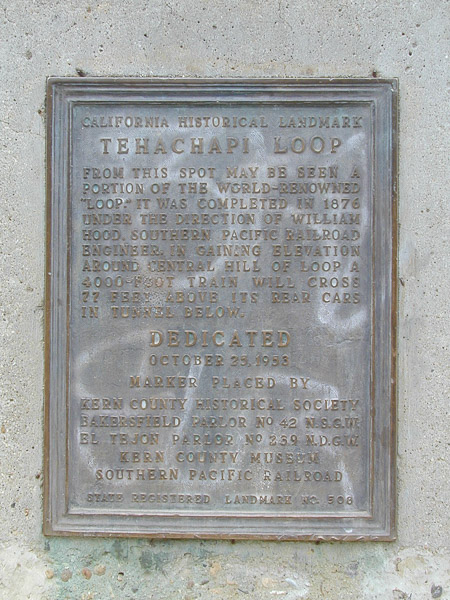 CALIFORNIA HISTORICAL LANDMARK
TEHACHAPI LOOP
FROM THIS SPOT MAY BE SEEN A
PORTION OF THE WORLD-RENOWNED
"LOOP." IT WAS COMPLETED IN 1876
UNDER THE DIRECTION OF WILLIAM
HOOD, SOUTHERN PACIFIC RAILROAD
ENGINEER. IN GAINING ELEVATION
AROUND CENTRAL HILL OF LOOP, A
4000-FOOT TRAIN WILL CROSS
77 FEET ABOVE ITS REAR CARS
IN TUNNEL BELOW.
DEDICATED
OCTOBER 25, 1953
MARKER PLACED BY
KERN COUNTY HISTORICAL SOCIETY
BAKERSFIELD PARLOR Nº 42 N.S.G.W.
EL TEJON PARLOR Nº 239 N.D.G.W.
KERN COUNTY MUSEUM
SOUTHERN PACIFIC RAILROAD
STATE REGISTERED LANDMARK NO. 508